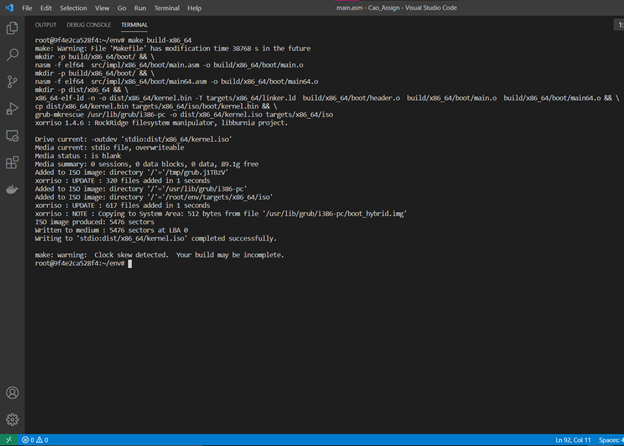 File Edit Selection View Go Run Terminal Help
main.asm - Cao_Assign - Visual Studio Code
OUTPUT DEBUG CONSOLE TERMINAL
1:
root@9f4e2ca528f4:~/env# make build-x86_64
make: Warning: File 'Makefile' has modification time 38768 s in the future
mkdir -p build/x86_64/boot/ && \
nasm -f elf64 src/impl/x86_64/boot/main.asm -o build/x86_64/boot/main.o
mkdir -p build/x86_64/boot/ && \
nasm -f elf64 src/impl/x86_64/boot/main64.asm -o build/x86_64/boot/main64.o
mkdir -p dist/x86_64 && \
x86_64-elf-ld -n -o dist/x86_64/kernel.bin -T targets/x86_64/linker.ld build/x86_64/boot/header.o build/x86_64/boot/main.o build/x86_64/boot/main64.o && \
cp dist/x86_64/kernel.bin targets/x86_64/iso/boot/kernel.bin && \
grub-mkrescue /usr/lib/grub/i386-pc -o dist/x86_64/kernel.iso targets/x86_64/iso
xorriso 1.4.6 : RockRidge filesystem manipulator, libburnia project.
Drive current: -outdev 'stdio:dist/x86_64/kernel.iso'
Media current: stdio file, overwriteable
Media status : is blank
Media summary: 0 sessions, 0 data blocks, 0 data, 89.1g free
Added to ISO image: directory '/'='/tmp/grub.jiTBzV'
xorriso : UPDATE : 320 files added in 1 seconds
Added to ISO image: directory '/'='/usr/lib/grub/i386-pc'
Added to ISO image: directory '/'='/root/env/targets/x86_64/iso'
xorriso : UPDATE : 617 files added in 1 seconds
xorriso : NOTE : Copying to System Area: 512 bytes from file '/usr/lib/grub/i386-pc/boot_hybrid.img'
ISO image produced: 5476 sectors
Written to medium : 5476 sectors at LBA 0
Writing to 'stdio:dist/x86_64/kernel.iso' completed successfully.
make: warning:  Clock skew detected.  Your build may be incomplete.
root@9f4e2ca528f4:~/env#
0 0
Ln 92, Col 11 Spaces: 4